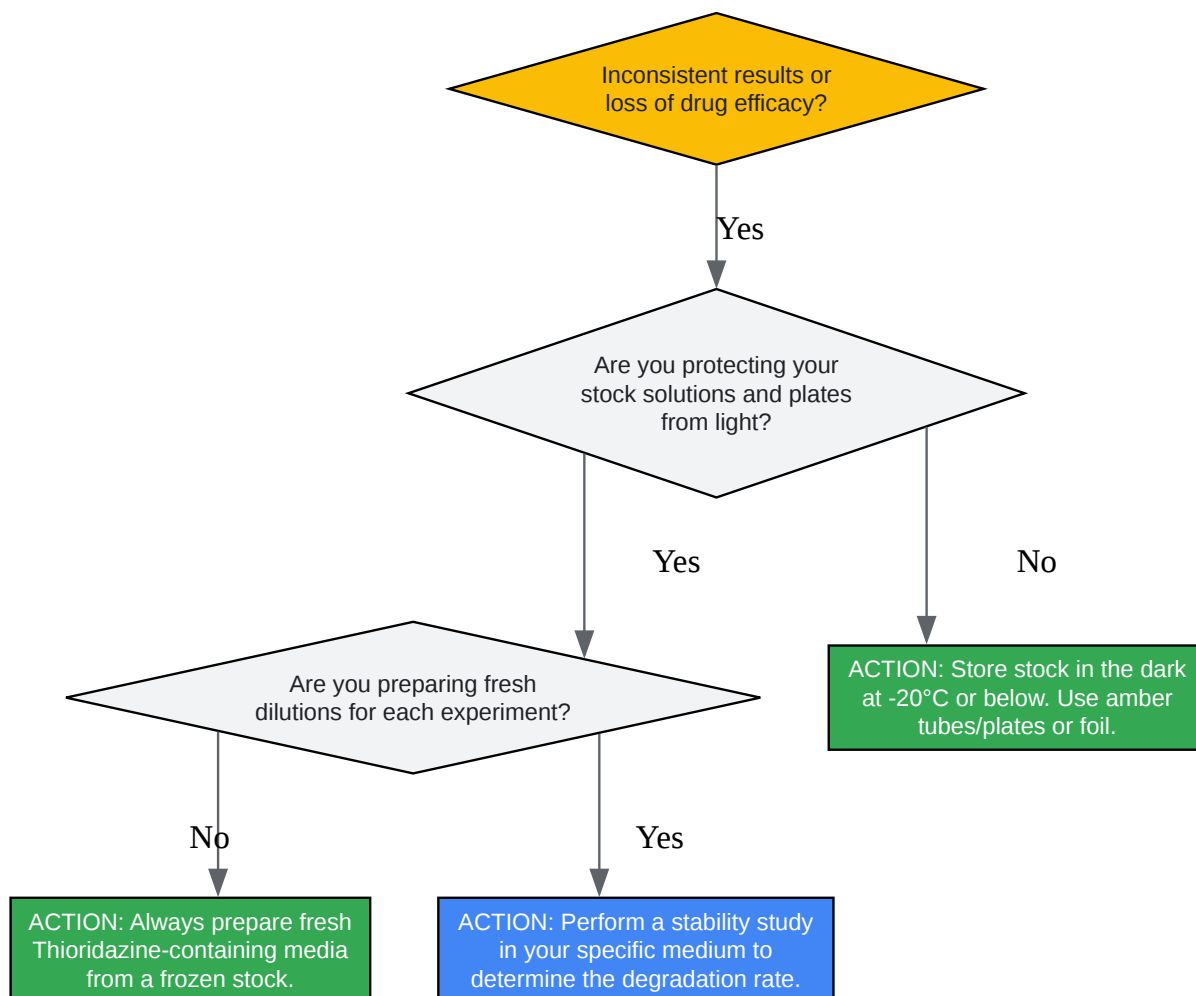 Inconsistent results or
loss of drug efficacy?
Yes
Are you protecting your
stock solutions and plates
from light?
Yes
No
Are you preparing fresh
dilutions for each experiment?
ACTION: Store stock in the dark
at -20°C or below. Use amber
tubes/plates or foil.
No
Yes
ACTION: Always prepare fresh
Thioridazine-containing media
from a frozen stock.
ACTION: Perform a stability study
in your specific medium to
determine the degradation rate.